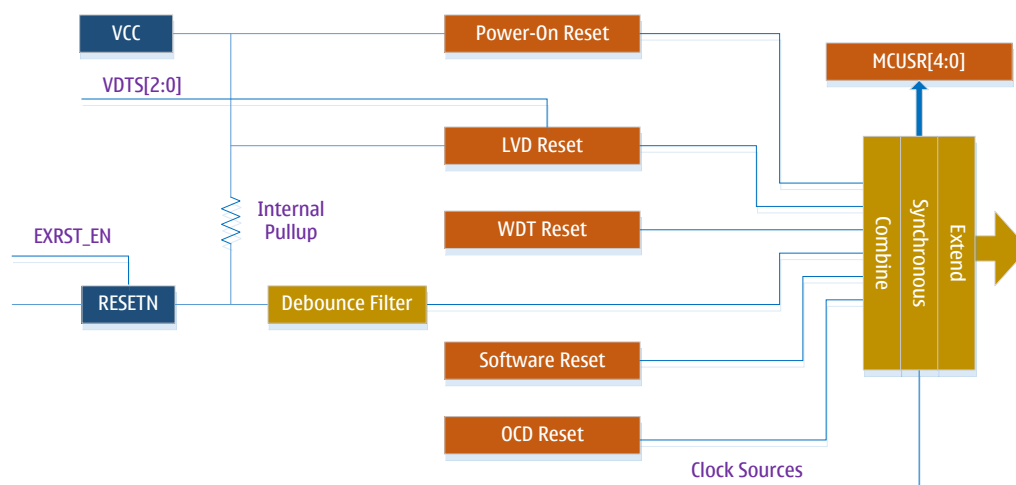 VCC
Power-On Reset
MCUSR[4:0]
VDTS[2:0]
LVD Reset
Internal
Pullup
WDT Reset
EXRST_EN
RESETN
Debounce Filter
Combine
Synchronous
Extend
Software Reset
OCD Reset
Clock Sources